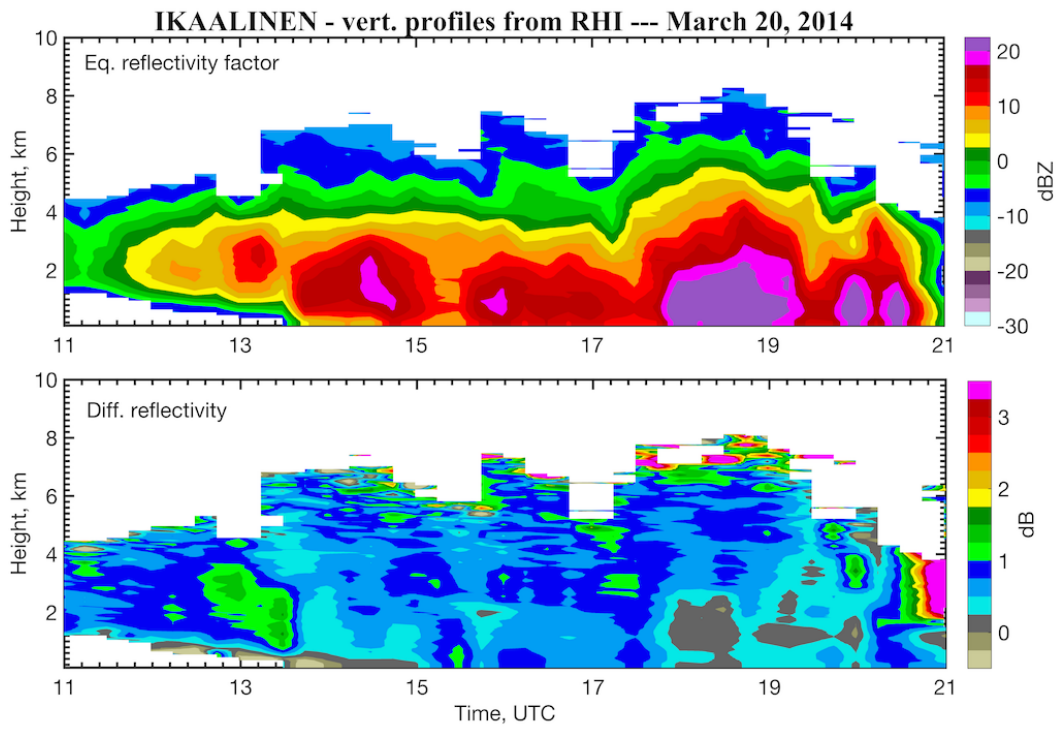 IKAALINEN - vert. profiles from RHI --- March 20, 2014
10
8
6
4
2
Height, km
Eq. reflectivity factor
11 13 15 17 19 21
20
10
0
-10
-20
-30
dBZ
10
8
6
4
2
Height, km
Diff. reflectivity
11 13 15 17 19 21
Time, UTC
3
2
1
0
dB